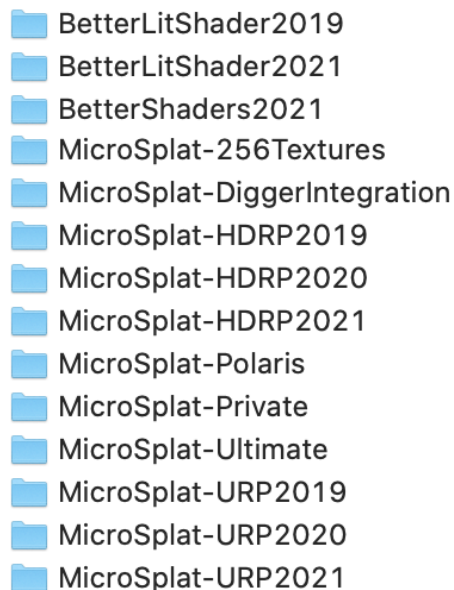 BetterLitShader2019
BetterLitShader2021
BetterShaders2021
MicroSplat-256Textures
MicroSplat-DiggerIntegration
MicroSplat-HDRP2019
MicroSplat-HDRP2020
MicroSplat-HDRP2021
MicroSplat-Polaris
MicroSplat-Private
MicroSplat-Ultimate
MicroSplat-URP2019
MicroSplat-URP2020
MicroSplat-URP2021